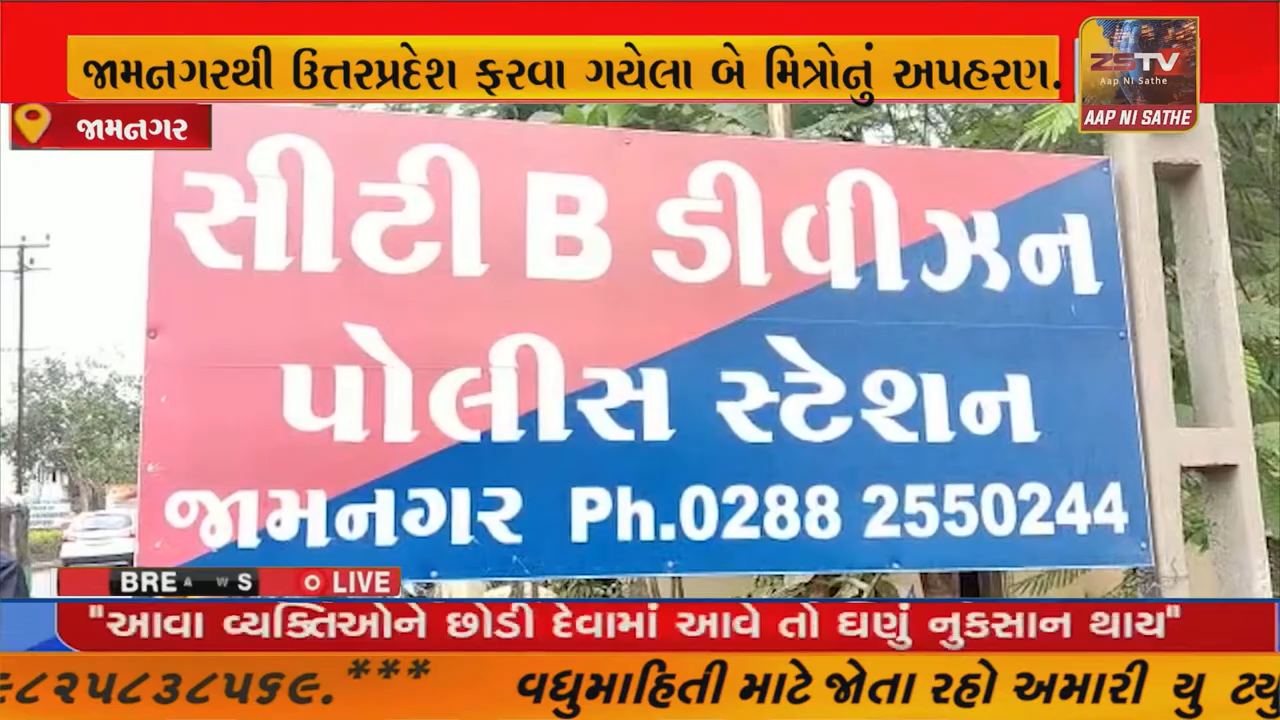 જામનગરથી ઉત્તરપ્રદેશ ફરવા ગયેલા બે મિત્રોનું અપહરણ.
ZSTV
Aap Ni Sathe
AAP NI SATHE
જામનગર
સીટી B ડીવીઝન
પોલીસ સ્ટેશન
જામનગર Ph.0288 2550244
LIVE
"આવા વ્યક્તિઓને છોડી દેવામાં આવે તો ઘણું નુકસાન થાય"
૯૮૨૫૮૩૮૫૬૯.*** વધુમાહિતી માટે જોતા રહો અમારી યુ ટ્યુ